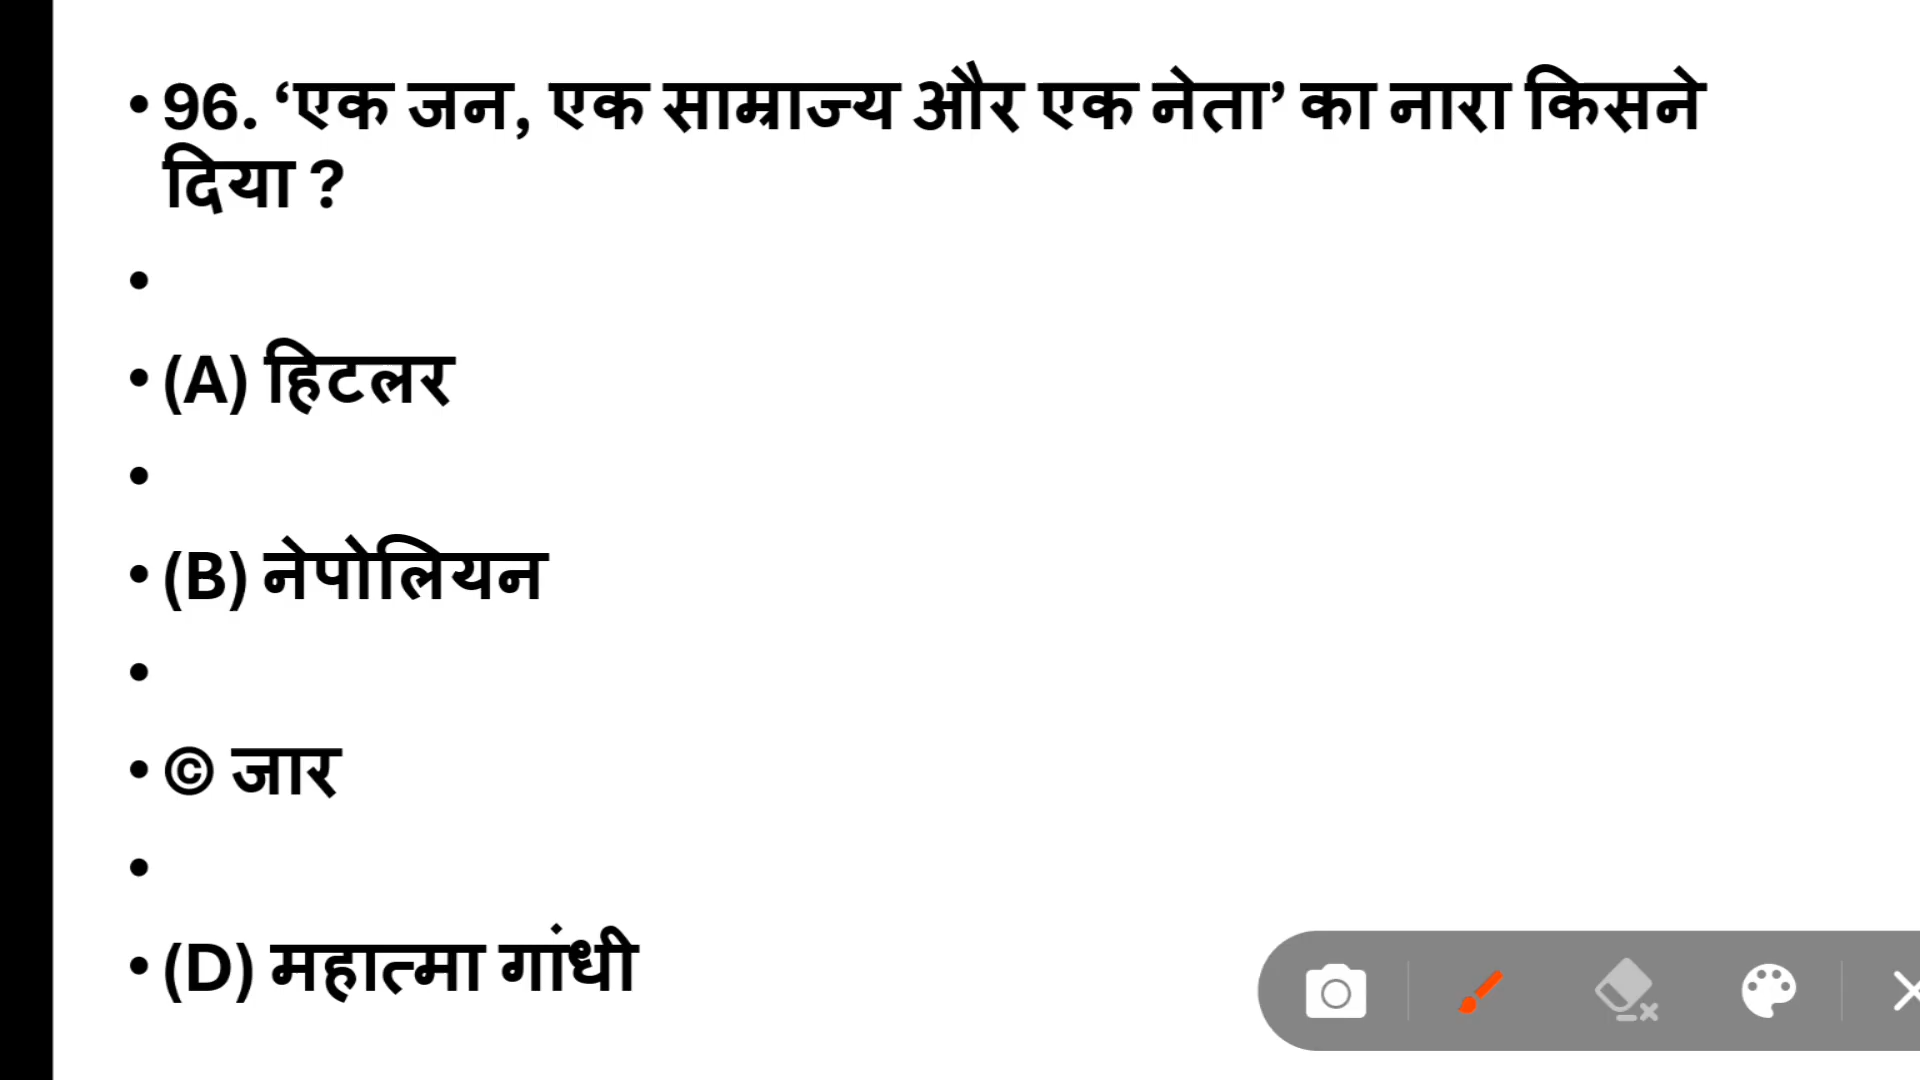 • 96. ‘एक जन, एक साम्राज्य और एक नेता’ का नारा किसने
दिया ?
•
• (A) हिटलर
•
• (B) नेपोलियन
•
• © जार
•
• (D) महात्मा गांधी